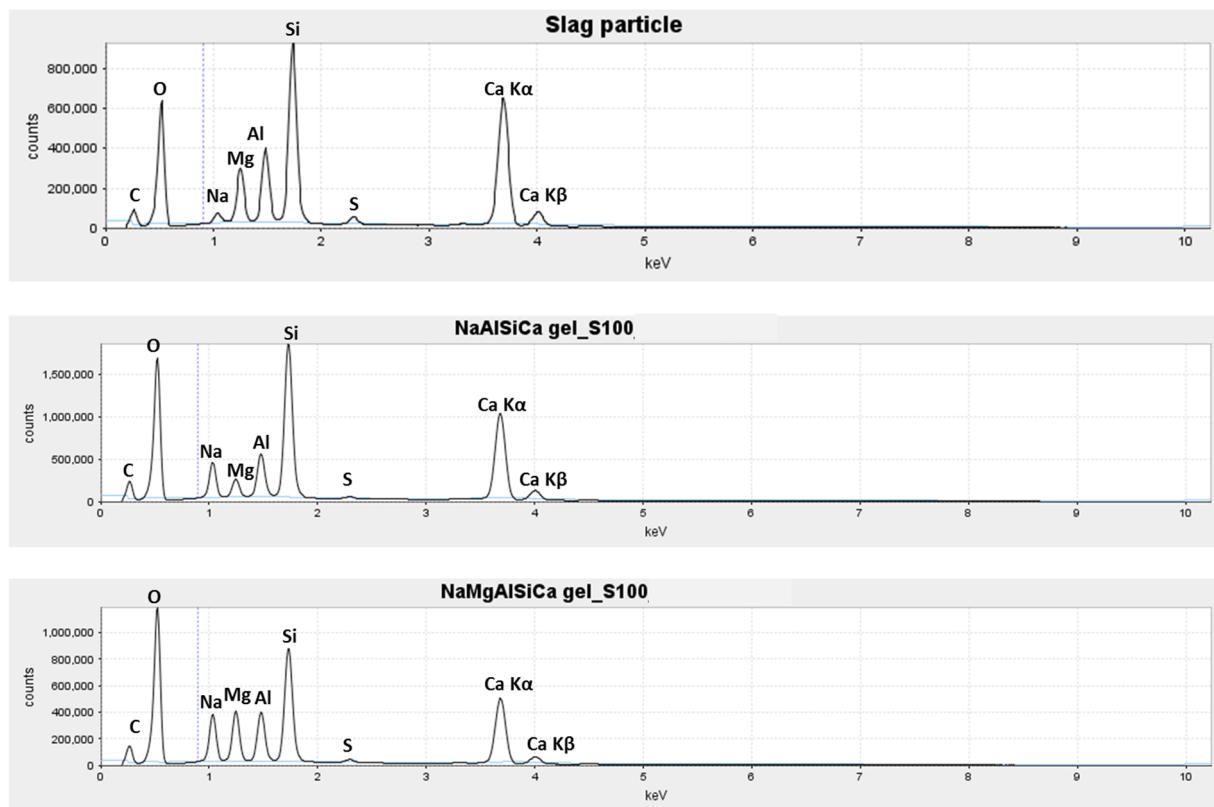 Slag particle
Si
800,000
O
Ca Kα
600,000
counts
Al
400,000
Mg
C
Na
Ca Kβ
200,000
S
0
0 1 2 3 4 5 6 7 8 9 10
keV
NaAlSiCa gel_S100
Si
O
1,500,000
Ca Kα
counts
1,000,000
Na
Al
500,000
C
Mg
S
Ca Kβ
0
0 1 2 3 4 5 6 7 8 9 10
keV
NaMgAlSiCa gel_S100
O
1,000,000
Si
800,000
counts
Ca Kα
600,000
Na Mg Al
400,000
C
200,000
S
Ca Kβ
0
0 1 2 3 4 5 6 7 8 9 10
keV